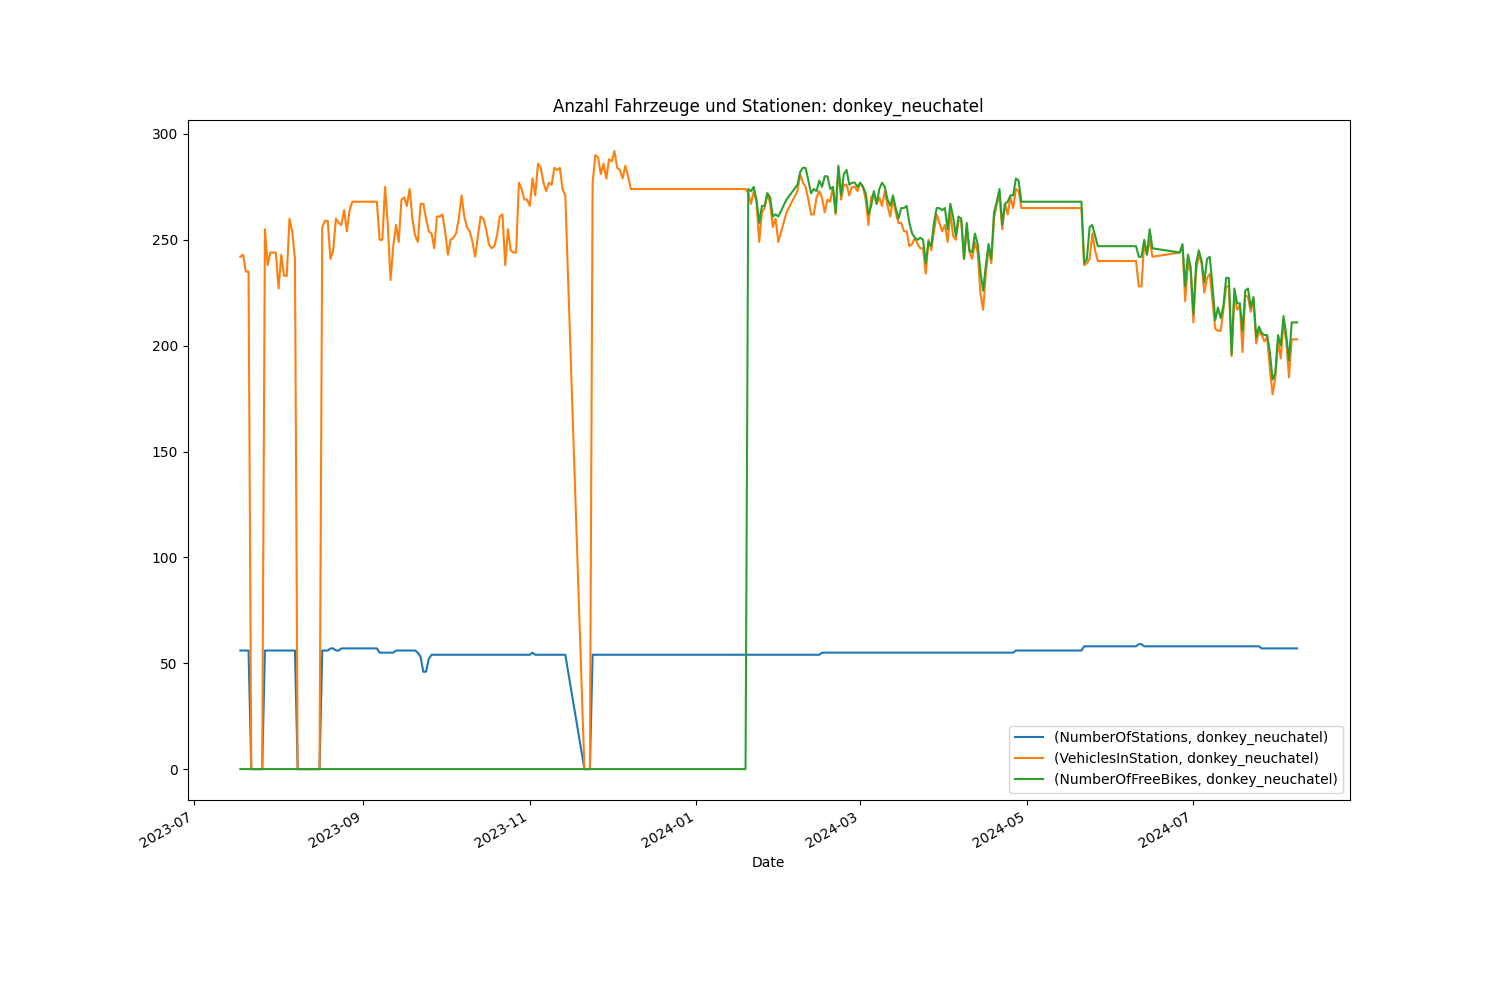 Anzahl Fahrzeuge und Stationen: donkey_neuchatel
300
250
200
150
100
50
0
(NumberOfStations, donkey_neuchatel)
(VehiclesInStation, donkey_neuchatel)
(NumberOfFreeBikes, donkey_neuchatel)
2023-07
2023-09
2023-11
2024-01
2024-03
2024-05
2024-07
Date